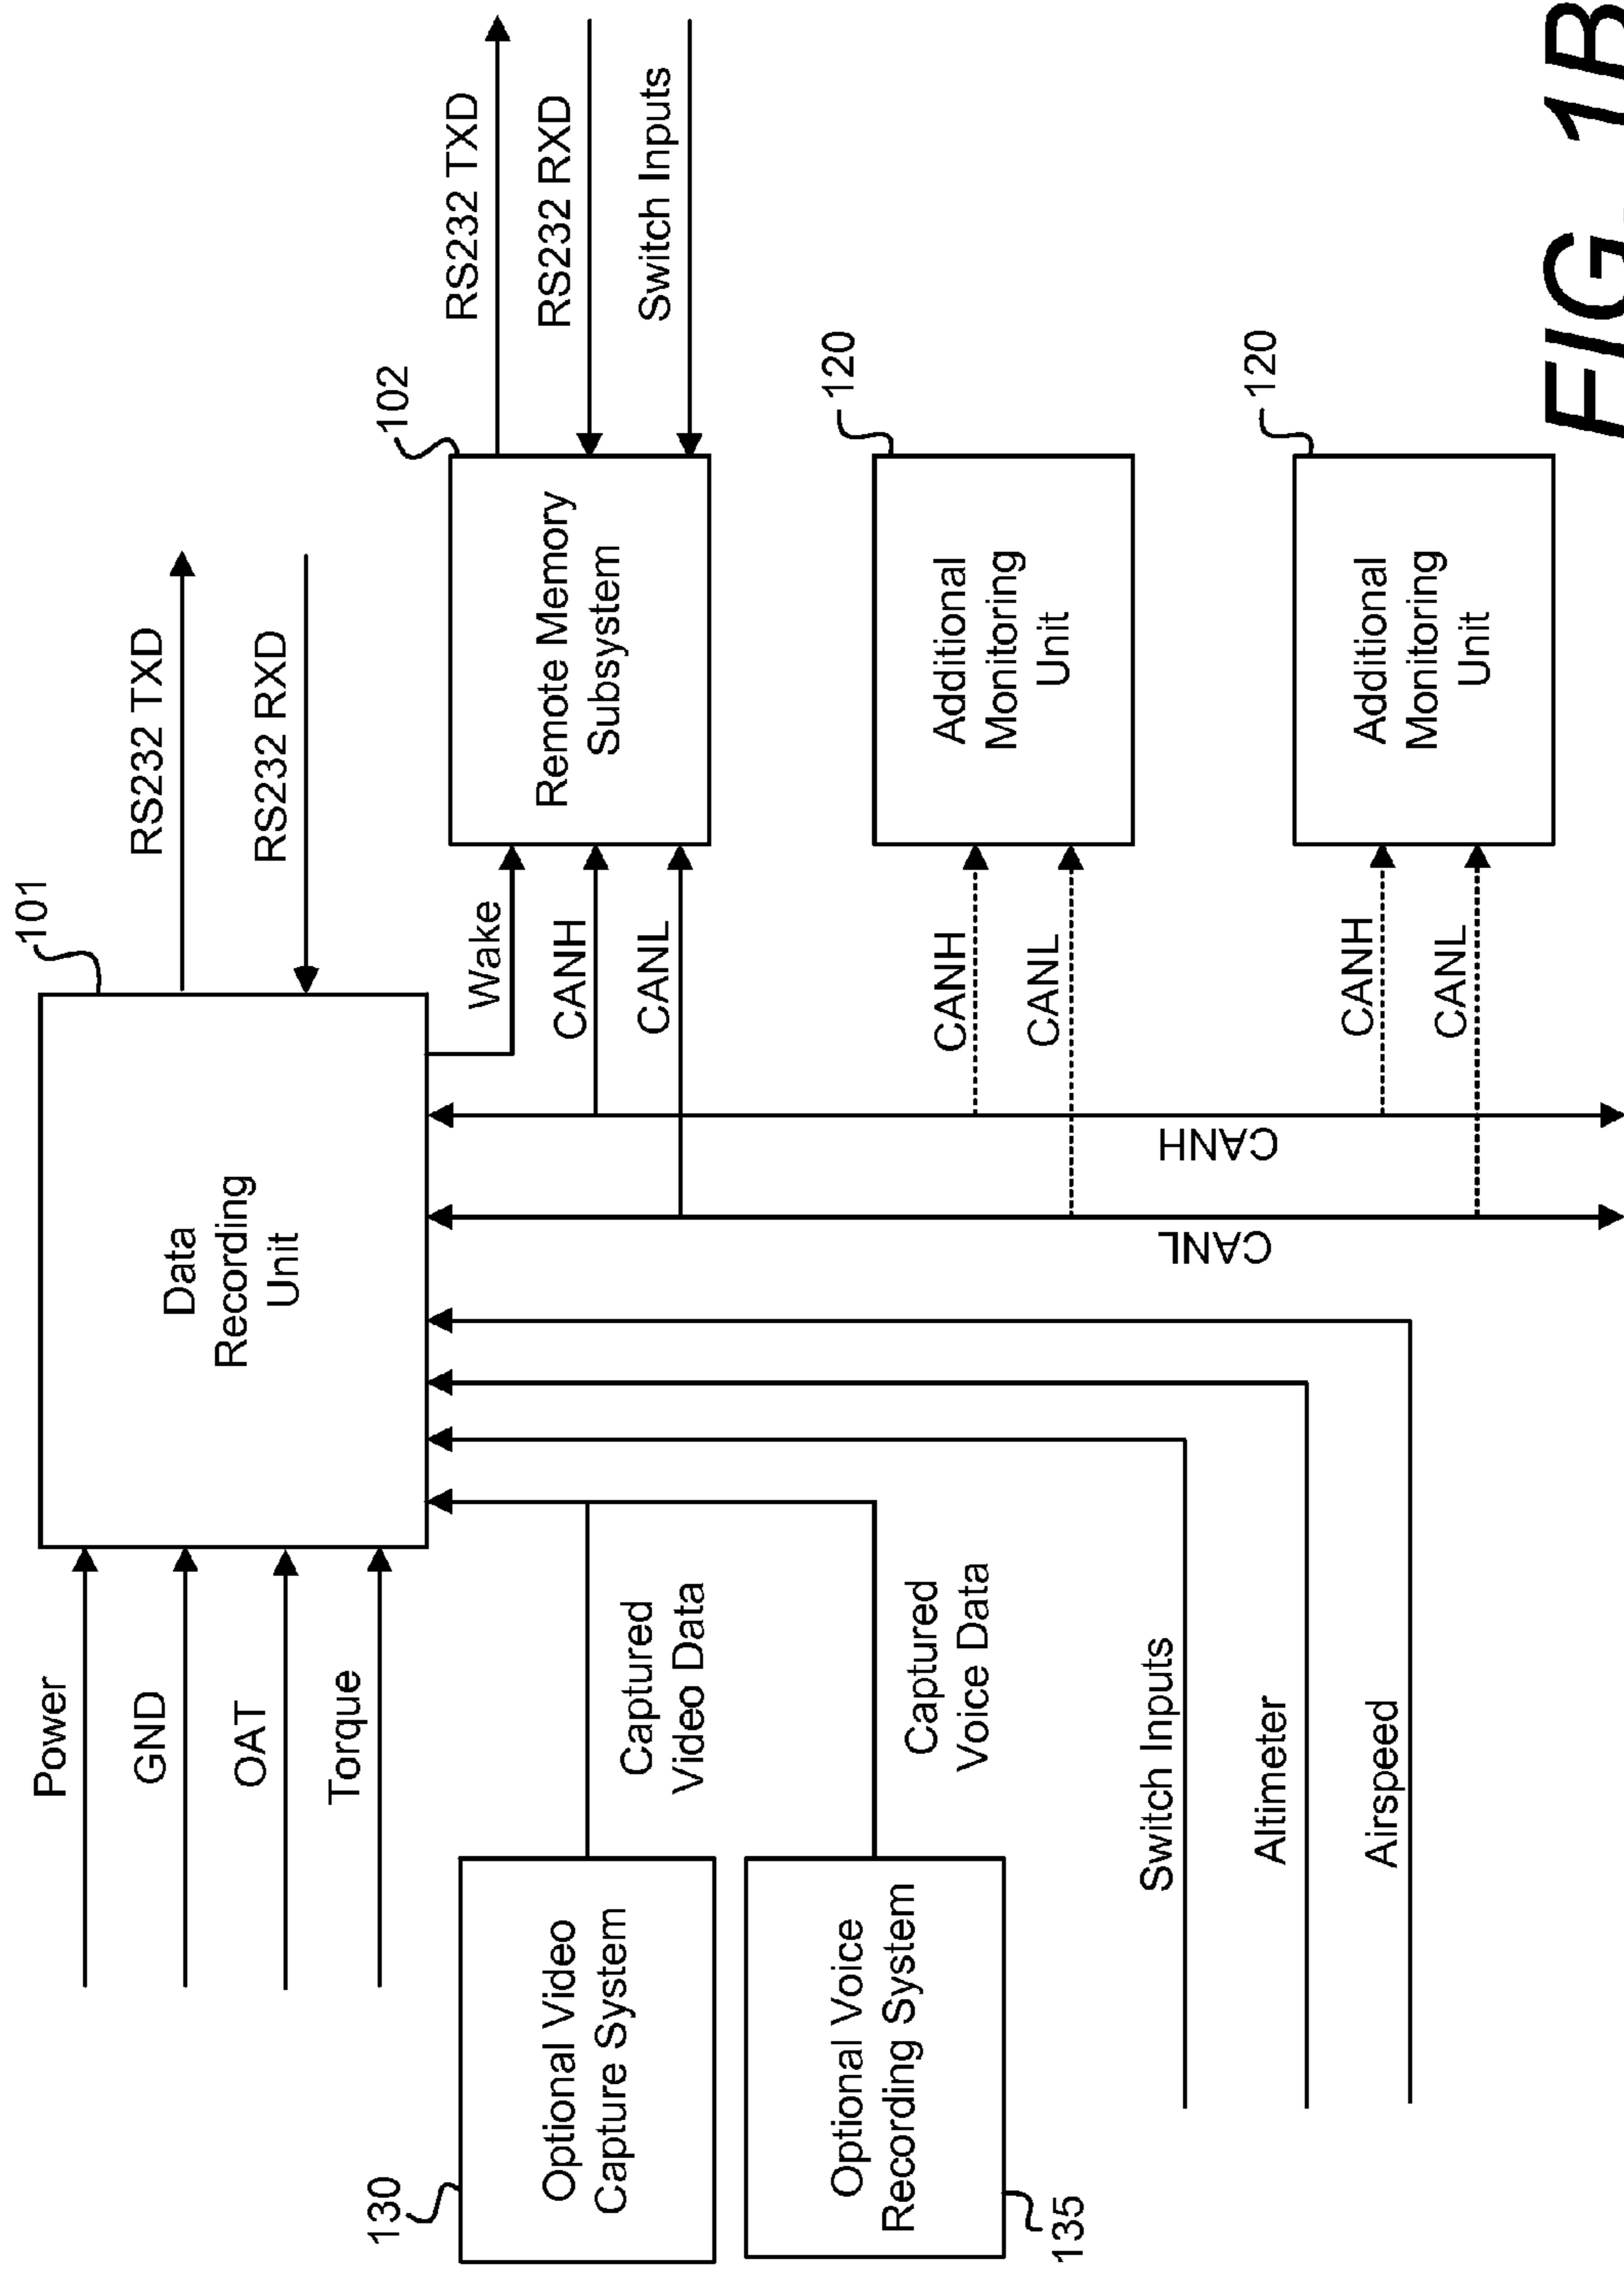 101
Data
Recording
Unit
Power
GND
OAT
Torque
RS232 TXD
RS232 RXD
130
Optional Video
Capture System
Captured
Video Data
135
Optional Voice
Recording System
Captured
Voice Data
Switch Inputs
Altimeter
Airspeed
CANL
CANH
Wake
CANH
CANL
102
Remote Memory
Subsystem
RS232 TXD
RS232 RXD
Switch Inputs
CANH
CANL
120
Additional
Monitoring
Unit
CANH
CANL
120
Additional
Monitoring
Unit
FIG. 1B